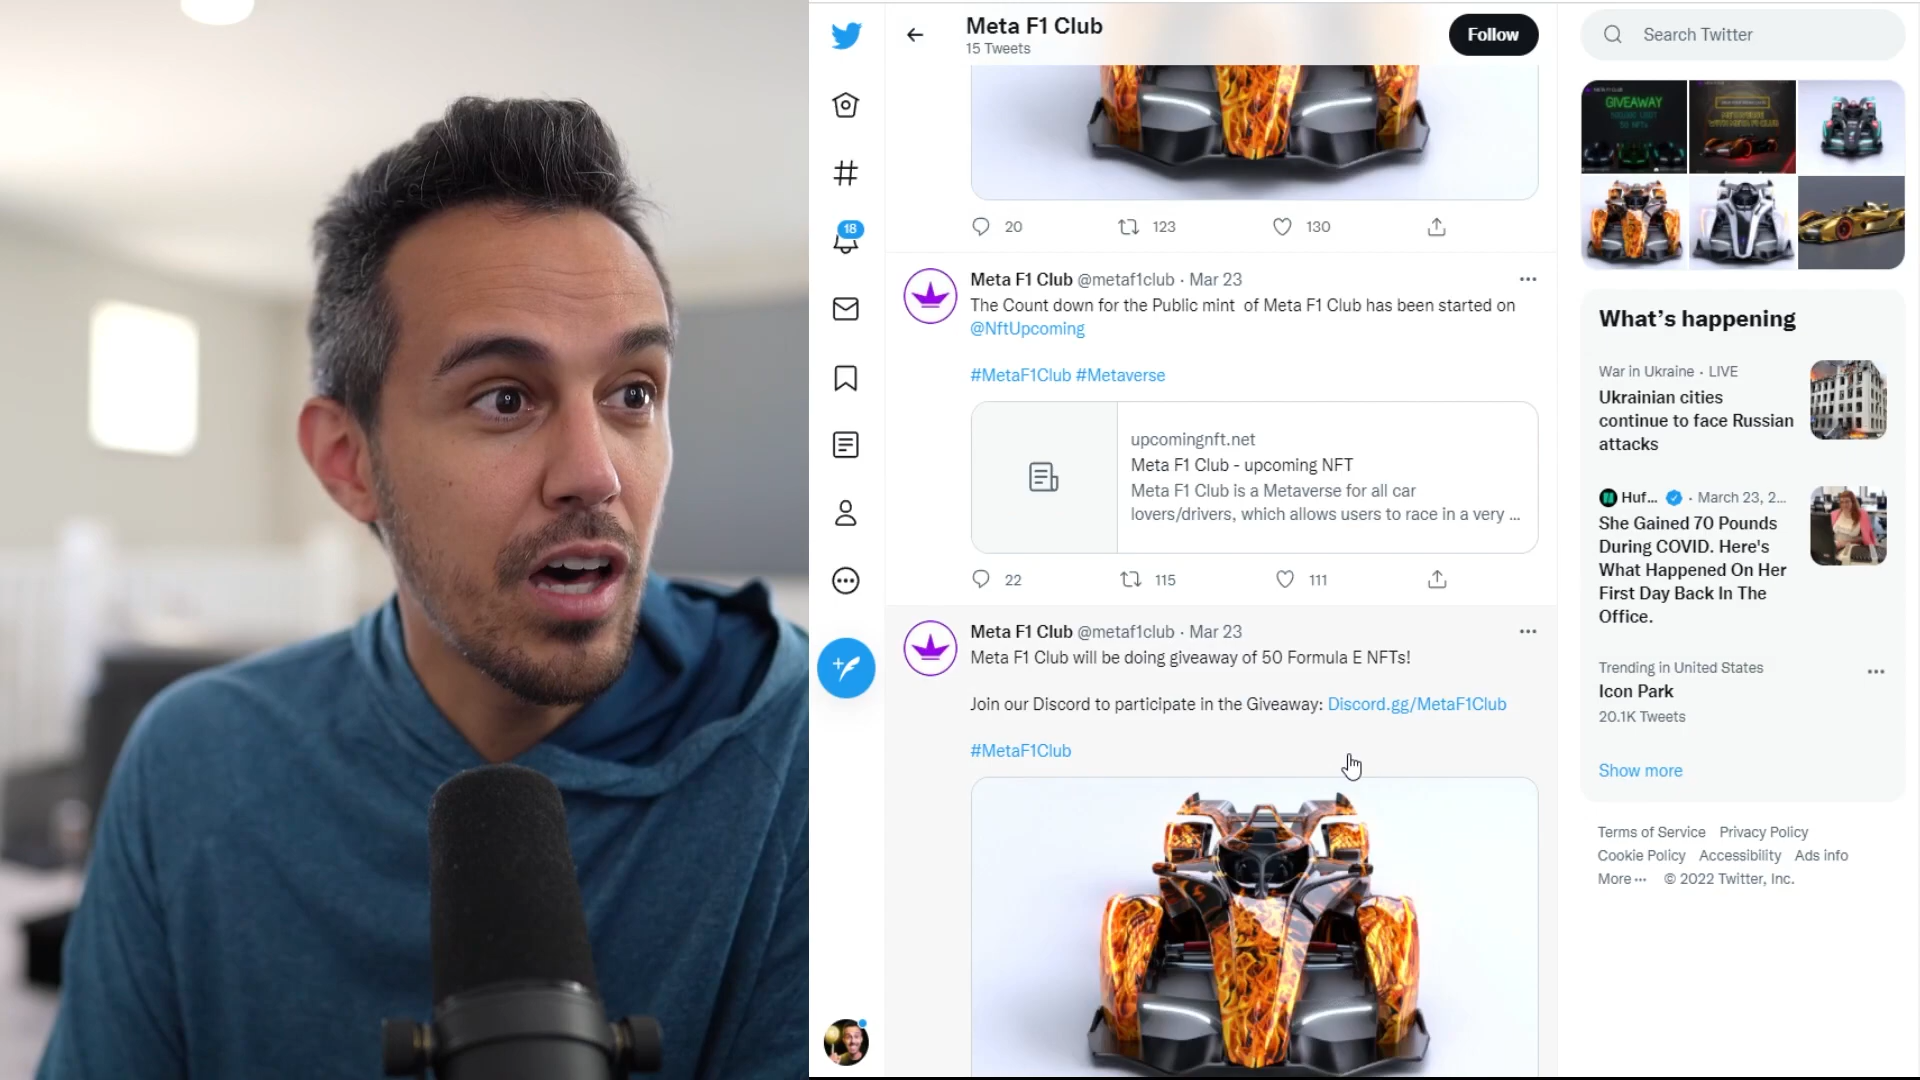 Meta F1 Club
15 Tweets
Follow
Search Twitter
18
20
123
130
Meta F1 Club @metaf1club · Mar 23
The Count down for the Public mint of Meta F1 Club has been started on
@NftUpcoming
#MetaF1Club #Metaverse
upcomingnft.net
Meta F1 Club - upcoming NFT
Meta F1 Club is a Metaverse for all car
lovers/drivers, which allows users to race in a very ...
22
115
111
Meta F1 Club @metaf1club · Mar 23
Meta F1 Club will be doing giveaway of 50 Formula E NFTs!
Join our Discord to participate in the Giveaway: Discord.gg/MetaF1Club
#MetaF1Club
GIVEAWAY
50 NFTs
What's happening
War in Ukraine · LIVE
Ukrainian cities
continue to face Russian
attacks
Huf... · March 23, 2...
She Gained 70 Pounds
During COVID. Here's
What Happened On Her
First Day Back In The
Office.
Trending in United States
Icon Park
20.1K Tweets
Show more
Terms of Service Privacy Policy
Cookie Policy Accessibility Ads info
More ··· © 2022 Twitter, Inc.